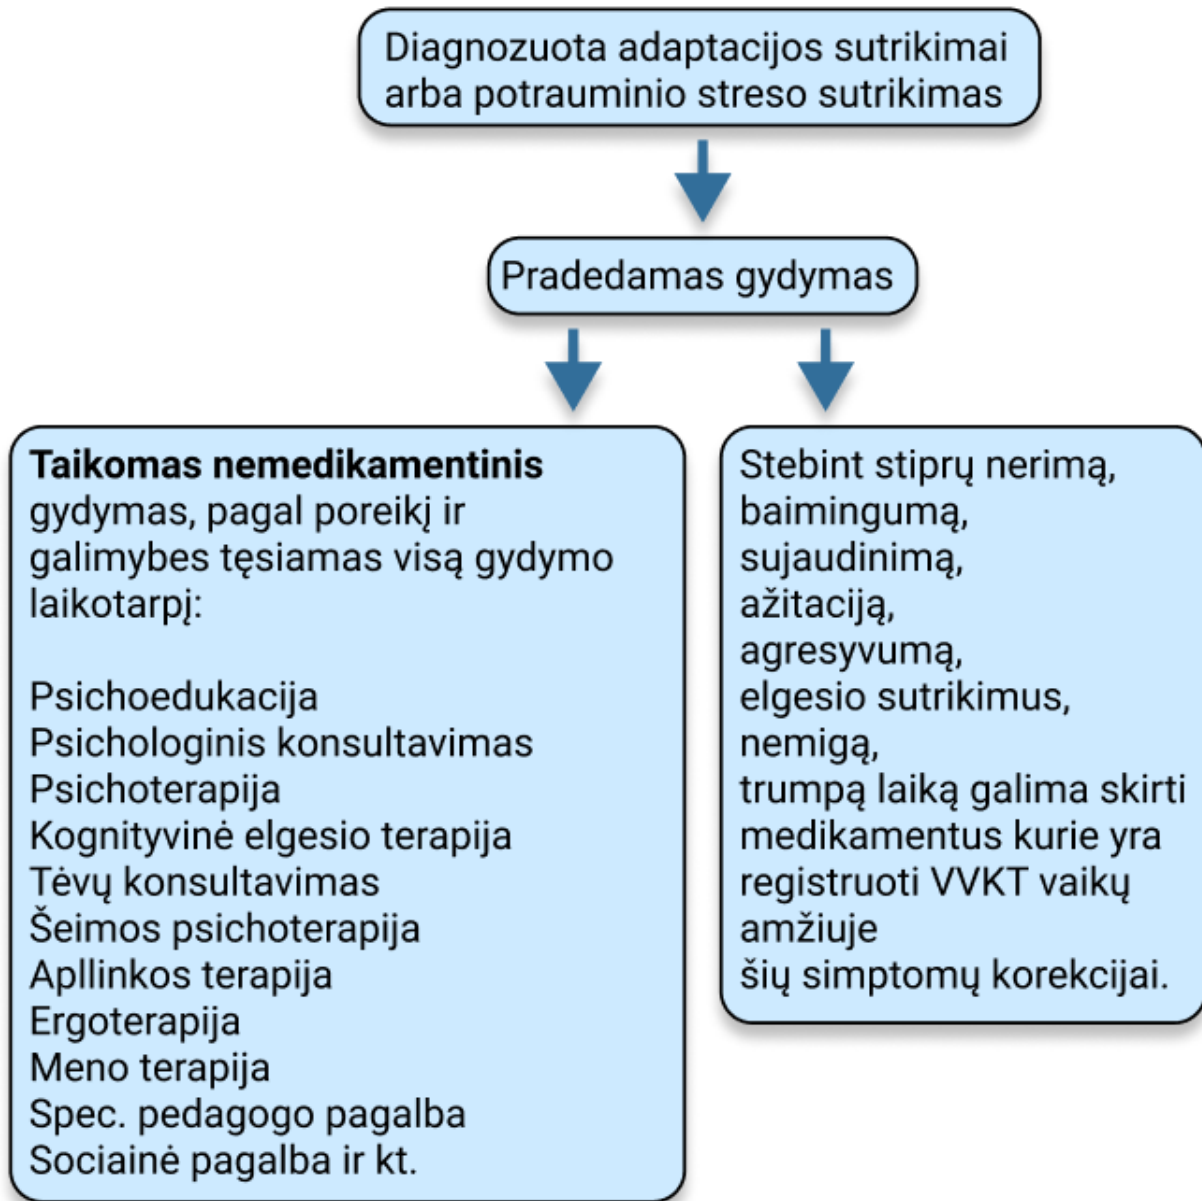 Diagnozuota adaptacijos sutrikimai
arba potrauminio streso sutrikimas
Pradedamas gydymas
Taikomas nemedikamentinis
gydymas, pagal poreikį ir
galimybes tęsiamas visą gydymo
laikotarpį:
Psichoedukacija
Psichologinis konsultavimas
Psichoterapija
Kognityvinė elgesio terapija
Tėvų konsultavimas
Šeimos psichoterapija
Apllinkos terapija
Ergoterapija
Meno terapija
Spec. pedagogo pagalba
Sociainė pagalba ir kt.
Stebint stiprų nerimą,
baimingumą,
sujaudinimą,
ažitaciją,
agresyvumą,
elgesio sutrikimus,
nemigą,
trumpą laiką galima skirti
medikamentus kurie yra
registruoti VVKT vaikų
amžiuje
šių simptomų korekcijai.